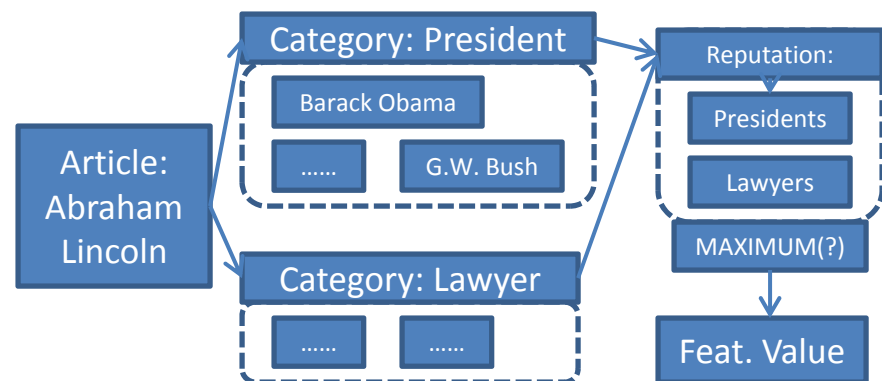 Article:
Abraham
Lincoln
Category: President
Barack Obama
......
G.W. Bush
Category: Lawyer
......
......
Reputation:
Presidents
Lawyers
MAXIMUM(?)
Feat. Value